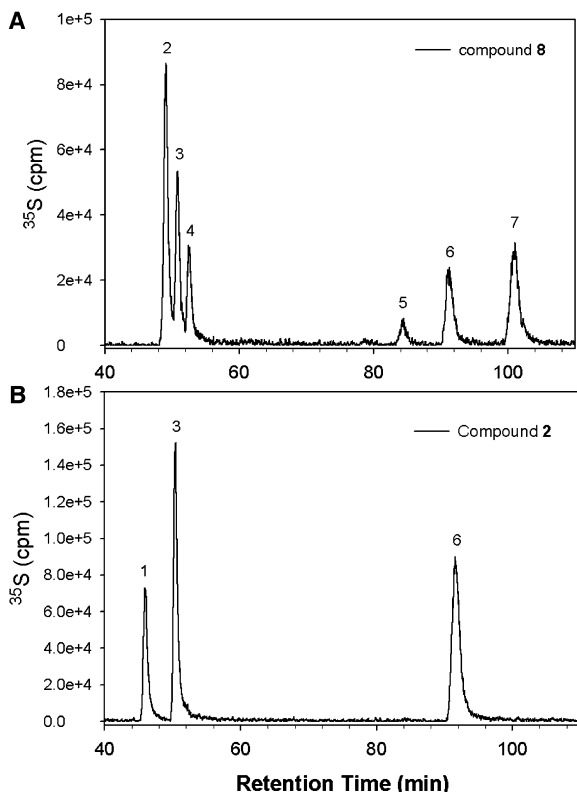 A
1e+5
8e+4
6e+4
4e+4
2e+4
0
35S (cpm)
2
3
4
5
6
7
compound 8
40 60 80 100
B
1.8e+5
1.6e+5
1.4e+5
1.2e+5
1.0e+5
8.0e+4
6.0e+4
4.0e+4
2.0e+4
0.0
35S (cpm)
1
3
6
Compound 2
40 60 80 100
Retention Time (min)